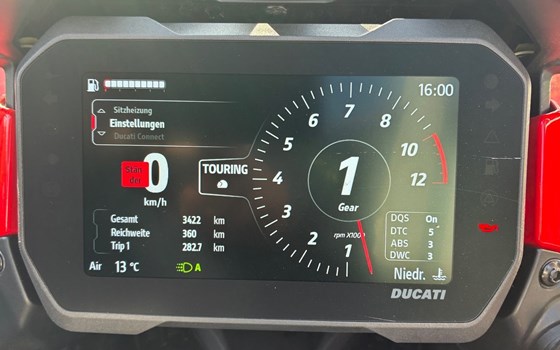 16:00
Sitzheizung
Einstellungen
Ducati Connect
Stan
der
0
km/h
TOURING
1
Gear
rpm X1000
1
2
3
4
5
6
7
8
10
12
Gesamt 3422 km
Reichweite 360 km
Trip 1 282.7 km
DQS On
DTC 5
ABS 3
DWC 3
Air 13 °C
A
Niedr.
DUCATI